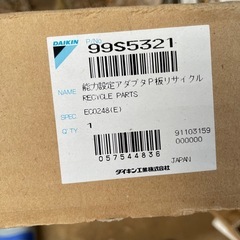 DAIKIN
P/No.
99S5321
NAME 能力設定アダプタP板リサイクル
RECYCLE PARTS
SPEC. EC0248(E)
Q'TY 1
91103159
000000
057544836
JAPAN
ダイキン工業株式会社